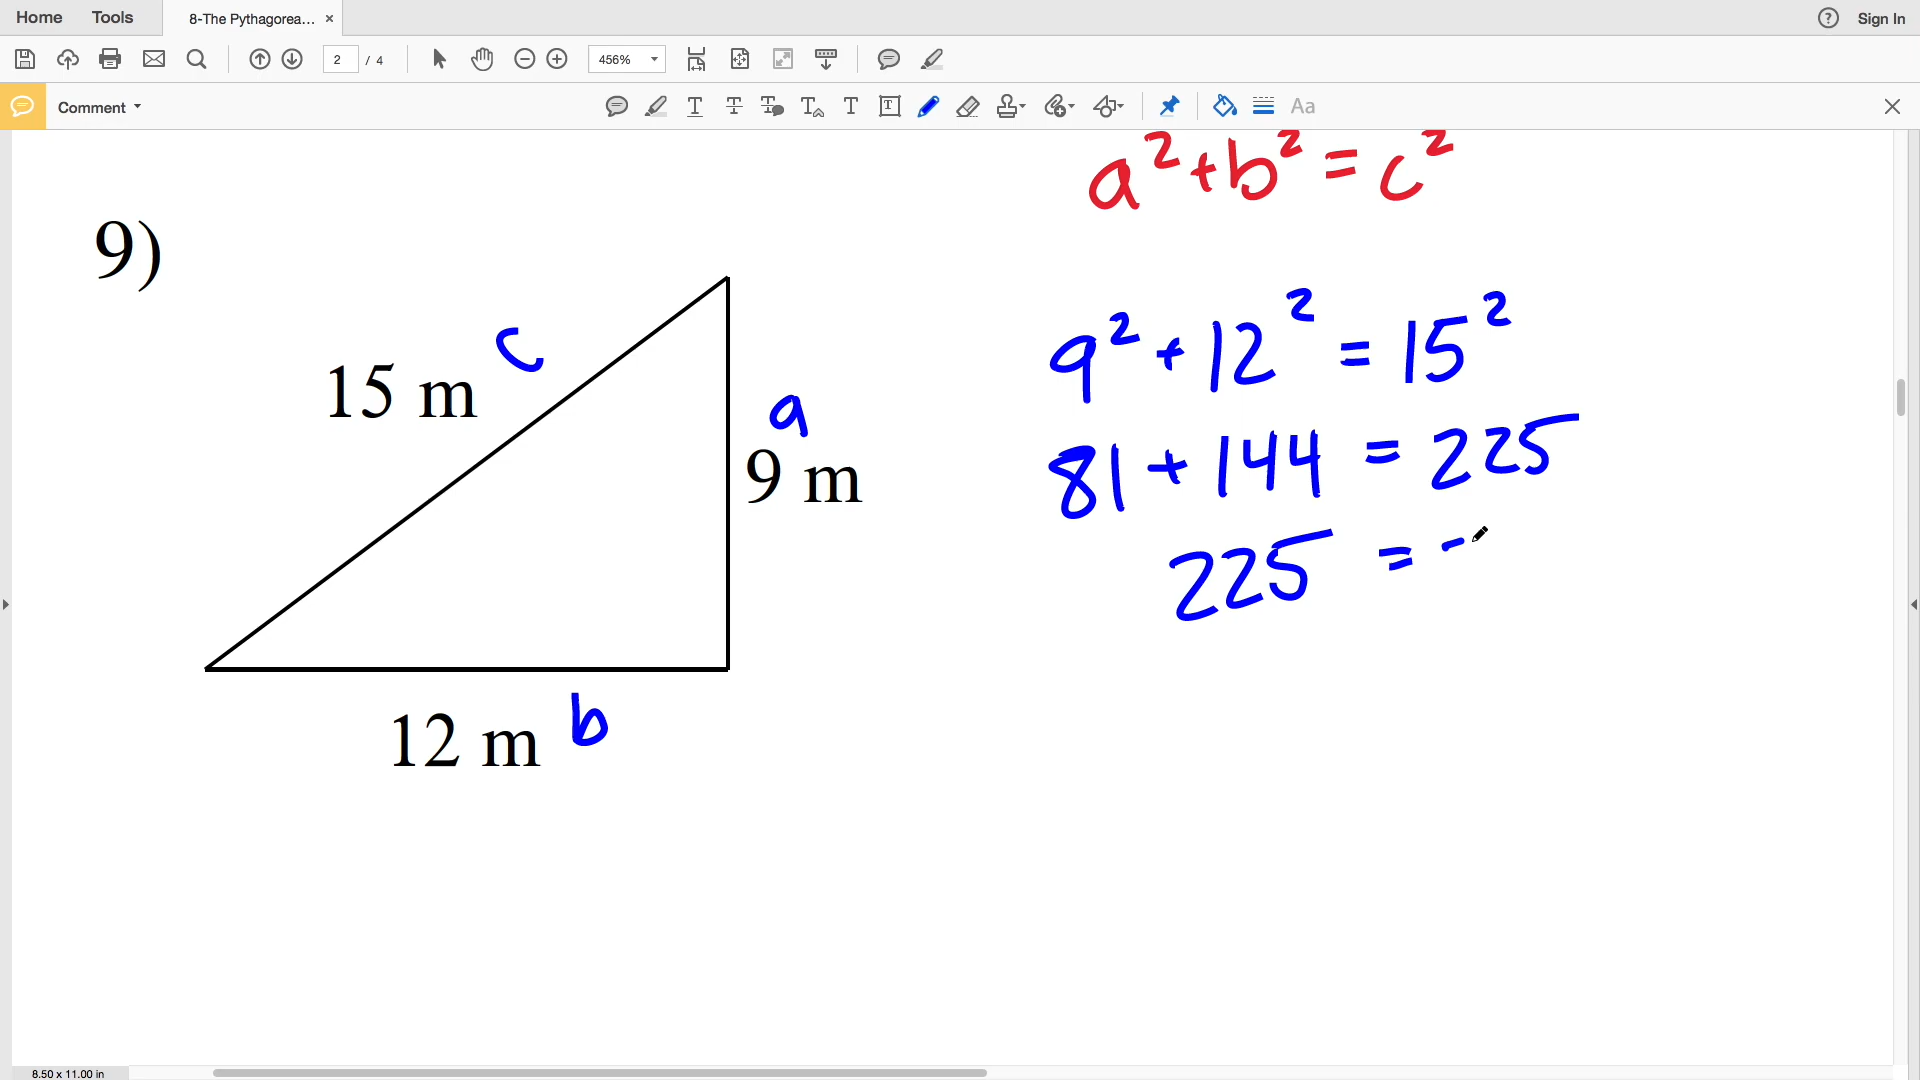 Home Tools 8-The Pythagorea... × ? Sign In
2 / 4 456%
Comment Aa
a² + b² = c²
9)
15 m c
a
9 m
12 m b
9² + 12² = 15²
81 + 144 = 225
225 =
8.50 x 11.00 in